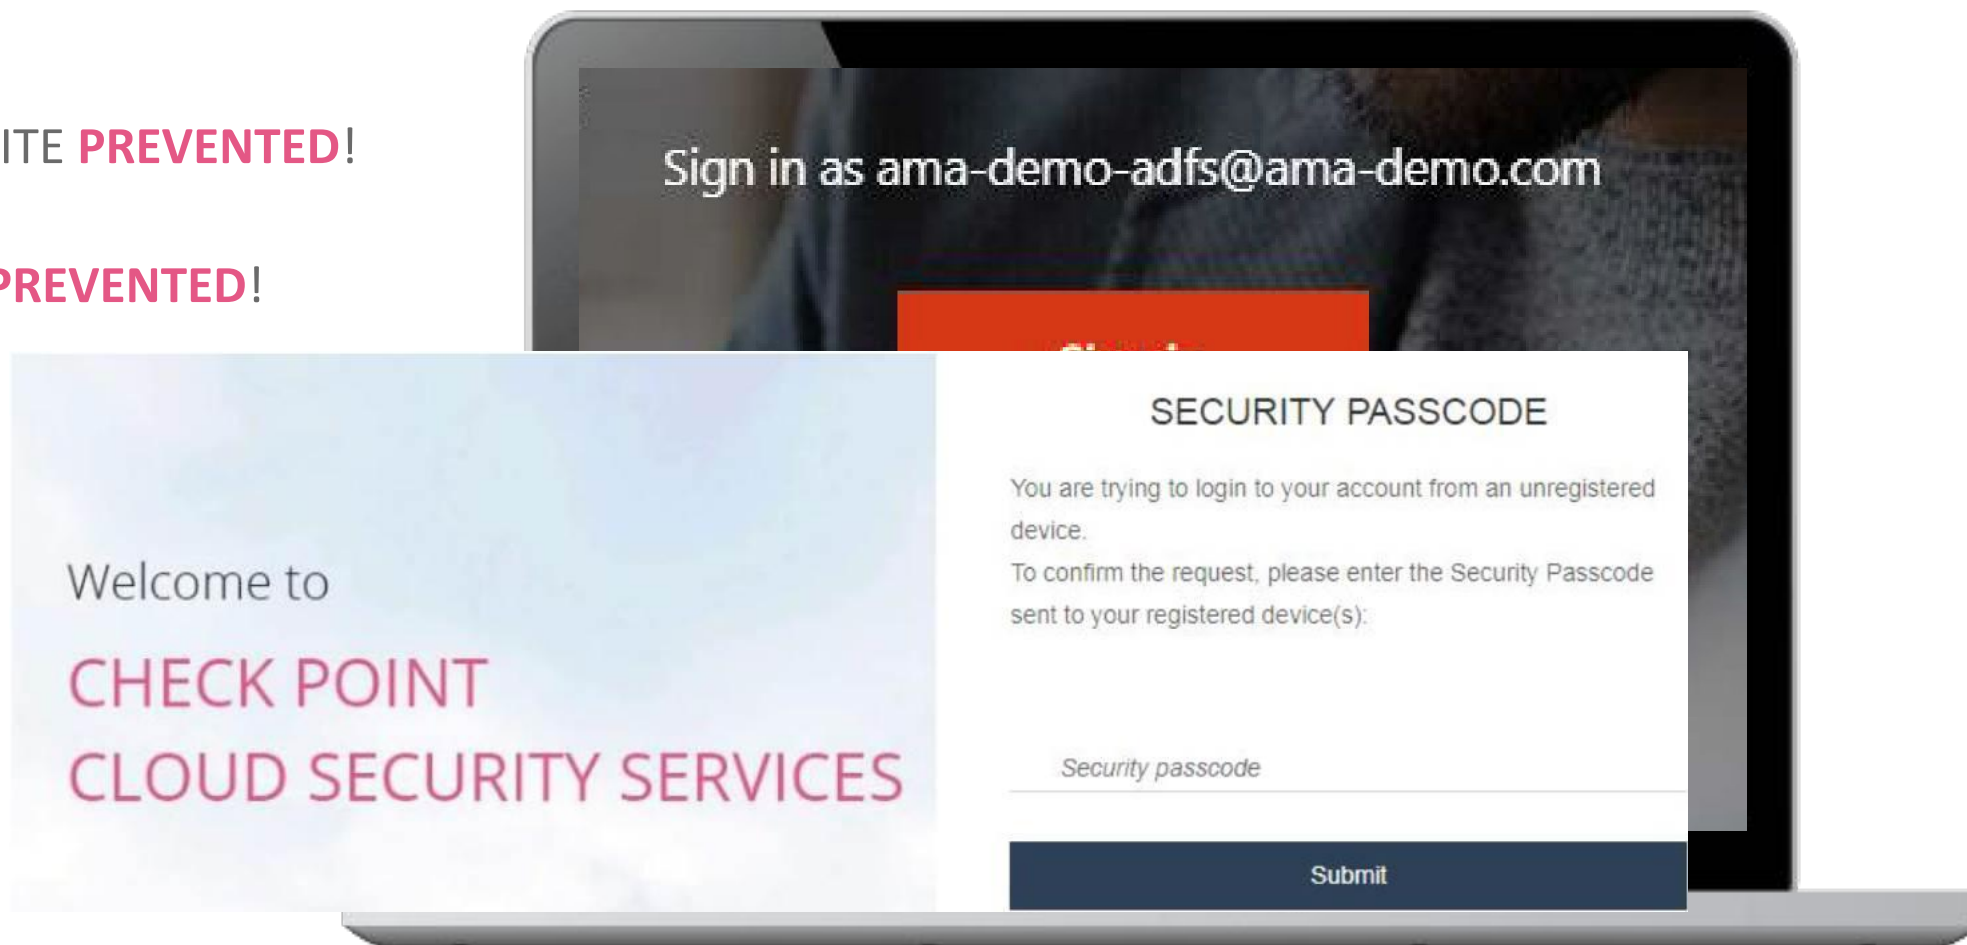 ITE PREVENTED!
PREVENTED!
Sign in as ama-demo-adfs@ama-demo.com
Welcome to
CHECK POINT
CLOUD SECURITY SERVICES
SECURITY PASSCODE
You are trying to login to your account from an unregistered
device.
To confirm the request, please enter the Security Passcode
sent to your registered device(s):
Security passcode
Submit